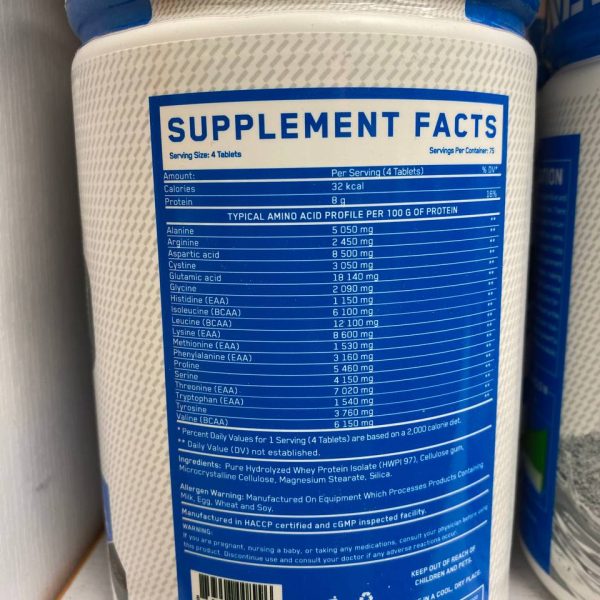 SUPPLEMENT FACTS
Serving Size: 4 Tablets Servings Per Container: 75
Amount: Per Serving (4 Tablets) % DV*
Calories 32 kcal
Protein 8 g 16%
TYPICAL AMINO ACID PROFILE PER 100 G OF PROTEIN
Alanine 5 050 mg **
Arginine 2 450 mg **
Aspartic acid 8 500 mg **
Cystine 3 050 mg **
Glutamic acid 18 140 mg **
Glycine 2 090 mg **
Histidine (EAA) 1 150 mg **
Isoleucine (BCAA) 6 100 mg **
Leucine (BCAA) 12 100 mg **
Lysine (EAA) 8 600 mg **
Methionine (EAA) 1 530 mg **
Phenylalanine (EAA) 3 160 mg **
Proline 5 460 mg **
Serine 4 150 mg **
Threonine (EAA) 7 020 mg **
Tryptophan (EAA) 1 540 mg **
Tyrosine 3 760 mg **
Valine (BCAA) 6 150 mg **
* Percent Daily Values for 1 Serving (4 Tablets) are based on a 2,000 calorie diet.
** Daily Value (DV) not established.
Ingredients: Pure Hydrolyzed Whey Protein Isolate (HWPI 97), Cellulose gum,
Microcrystalline Cellulose, Magnesium Stearate, Silica.
Allergen Warning: Manufactured On Equipment Which Processes Products Containing
Milk, Egg, Wheat and Soy.
Manufactured in HACCP certified and cGMP inspected facility.
WARNING:
If you are pregnant, nursing a baby, or taking any medications, consult your physician before using
this product. Discontinue use and consult your doctor if any adverse reactions occur.
KEEP OUT OF REACH OF
CHILDREN AND PETS.
IN A COOL, DRY PLACE.